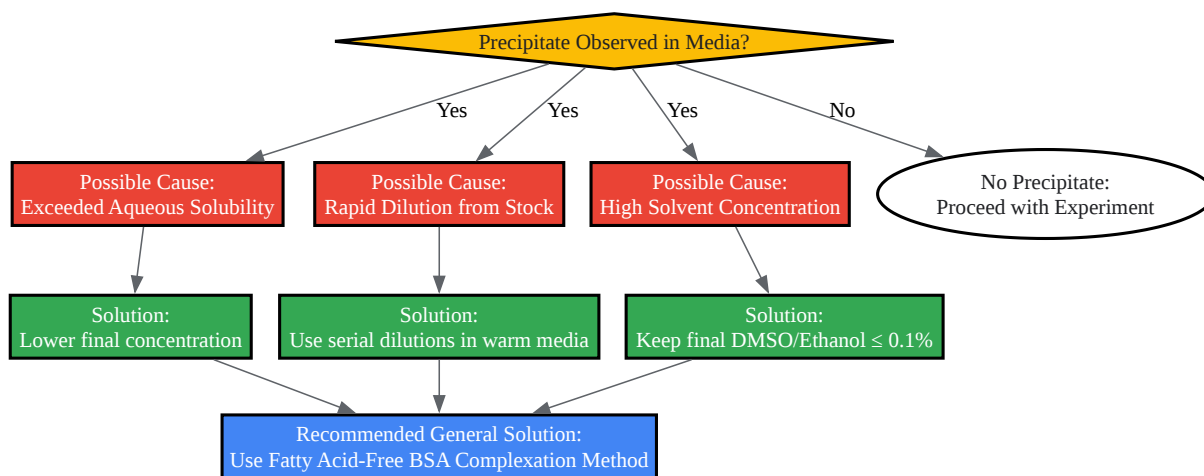 Precipitate Observed in Media?
Yes
Yes
Yes
No
Possible Cause:
Exceeded Aqueous Solubility
Possible Cause:
Rapid Dilution from Stock
Possible Cause:
High Solvent Concentration
No Precipitate:
Proceed with Experiment
Solution:
Lower final concentration
Solution:
Use serial dilutions in warm media
Solution:
Keep final DMSO/Ethanol ≤ 0.1%
Recommended General Solution:
Use Fatty Acid-Free BSA Complexation Method